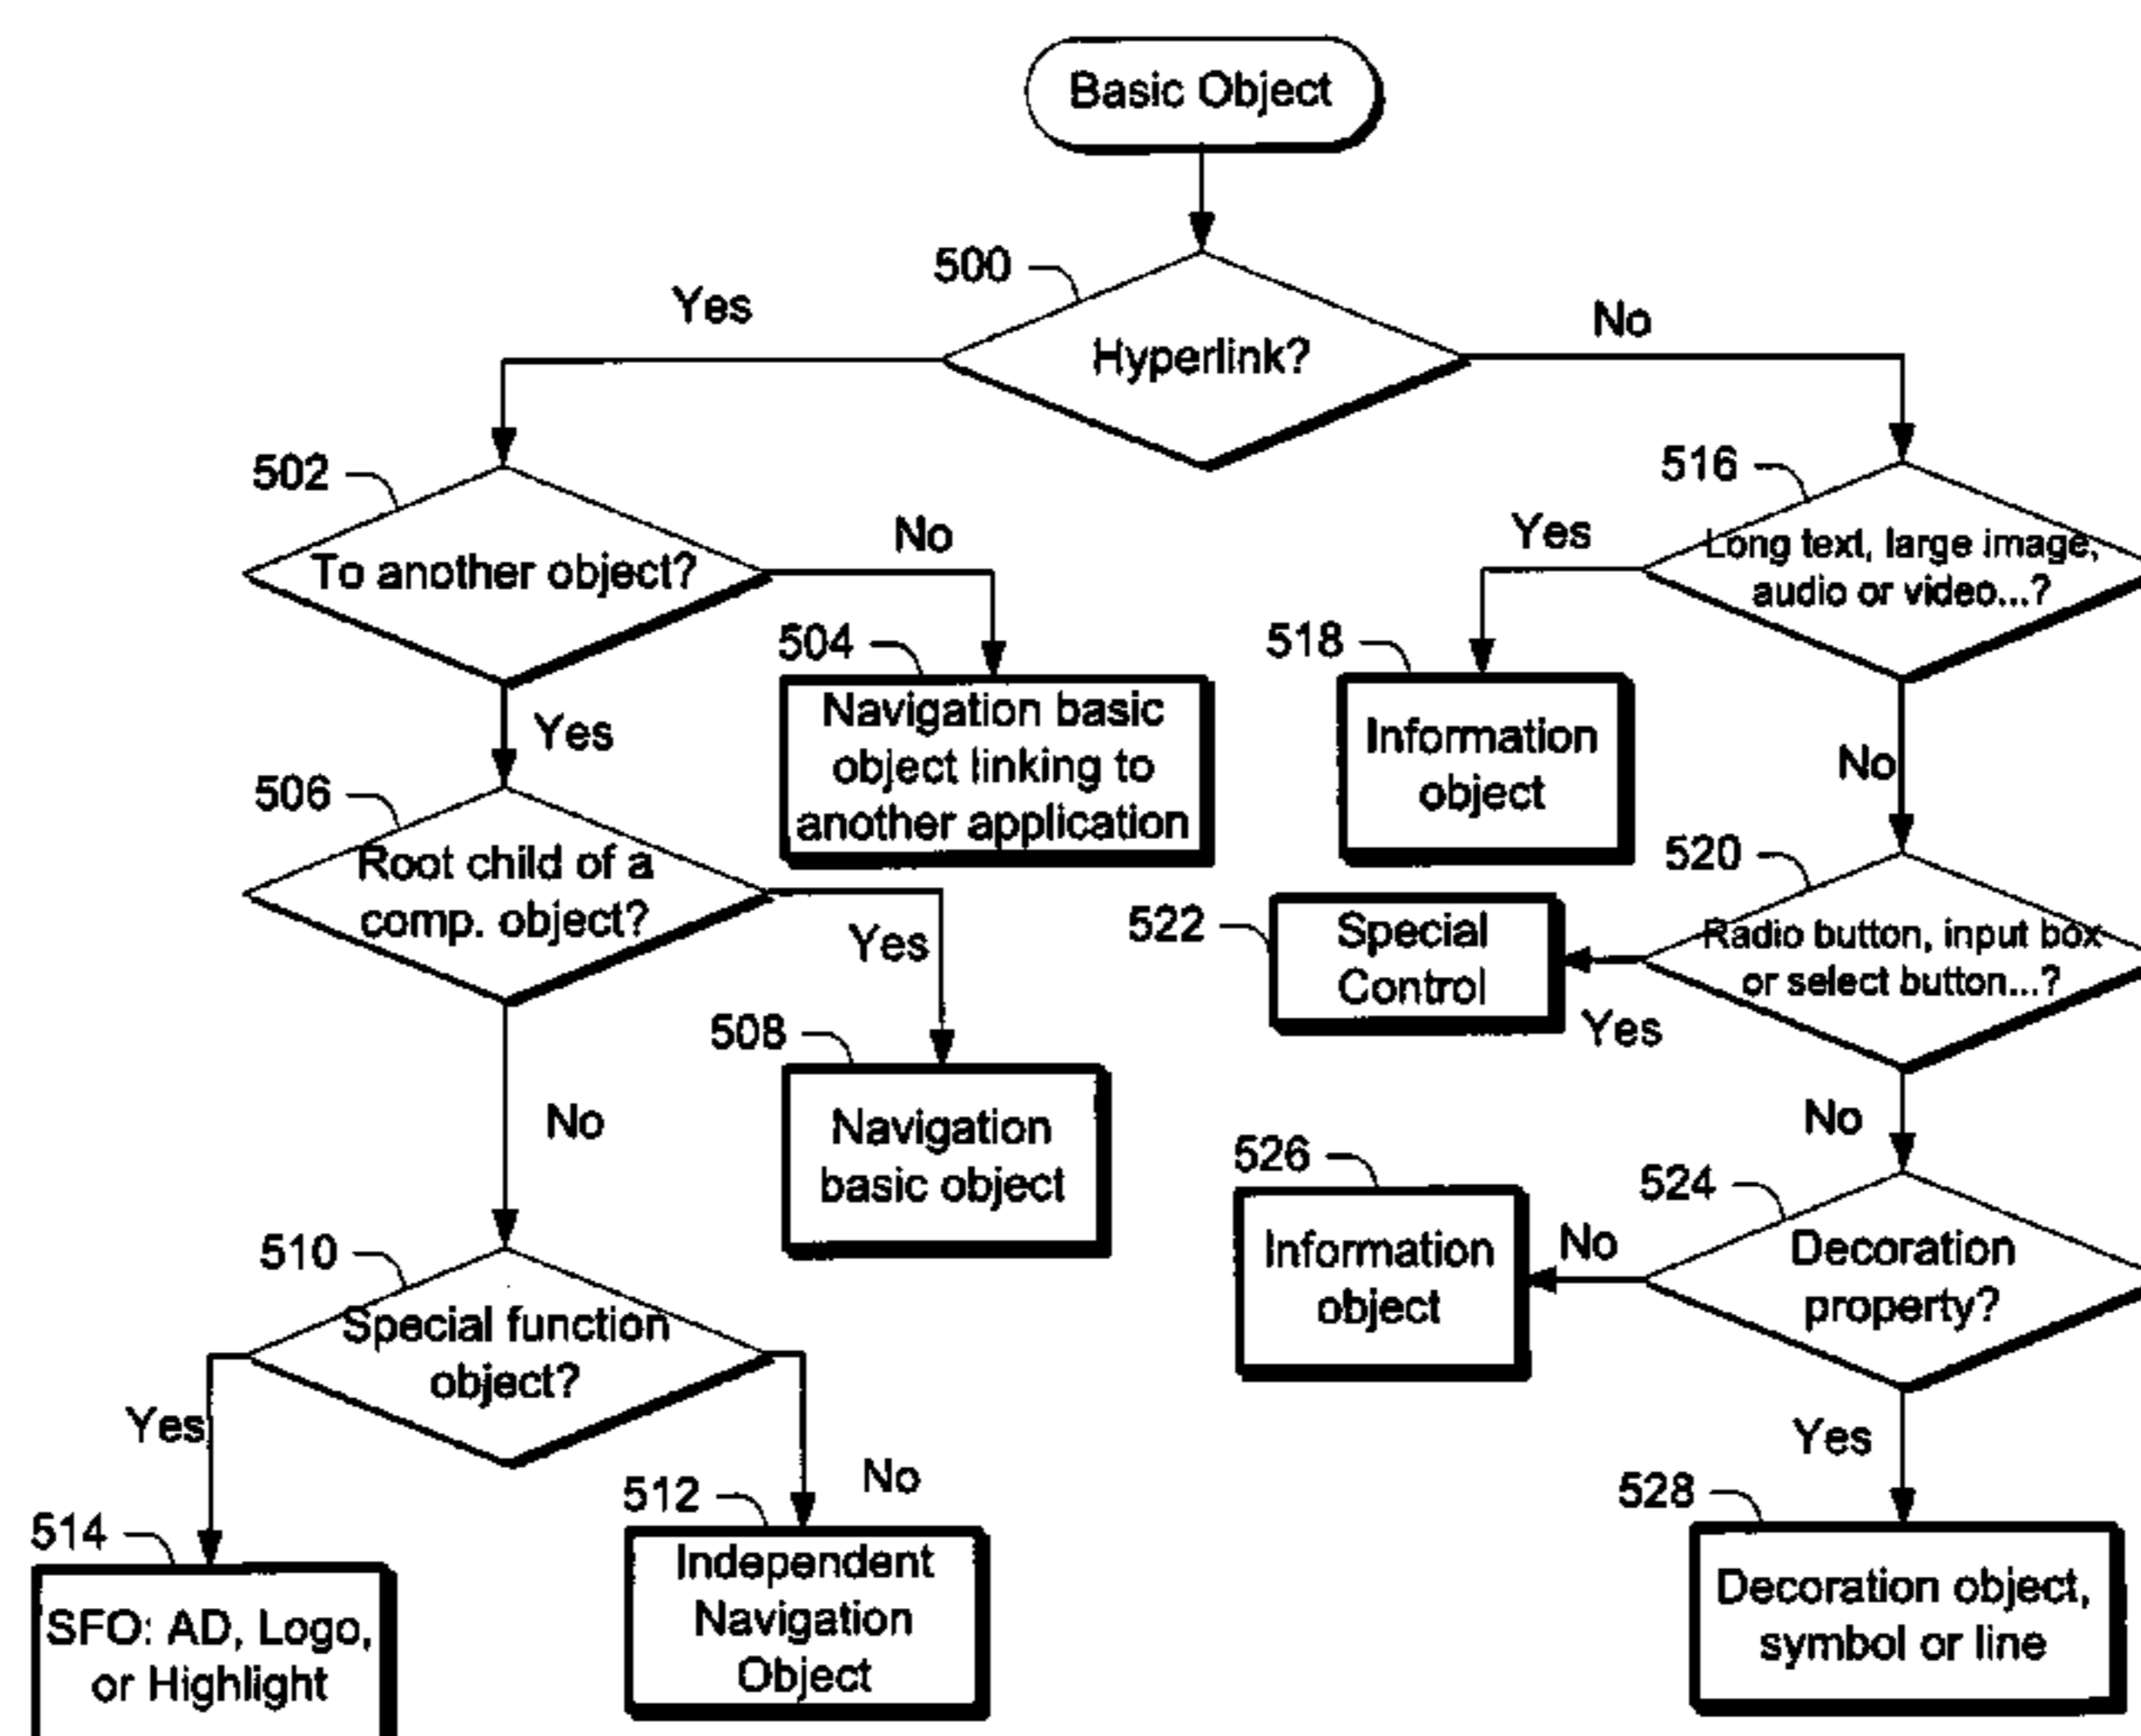 Basic Object
500
Hyperlink?
Yes
No
502
To another object?
No
Yes
504
Navigation basic
object linking to
another application
506
Root child of a
comp. object?
Yes
No
508
Navigation
basic object
510
Special function
object?
Yes
No
512
Independent
Navigation
Object
514
SFO: AD, Logo,
or Highlight
516
Long text, large image,
audio or video...?
Yes
No
518
Information
object
520
Radio button, input box
or select button...?
Yes
No
522
Special
Control
524
Decoration
property?
No
Yes
526
Information
object
528
Decoration object,
symbol or line